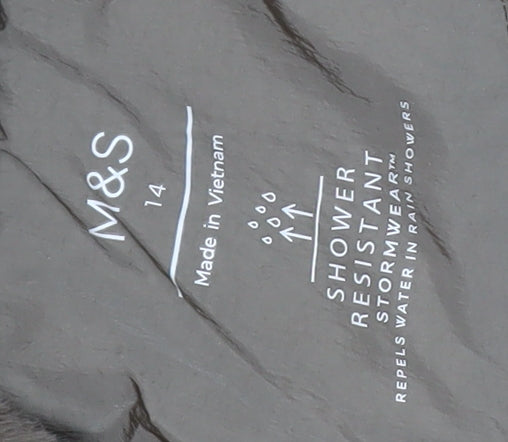 M&S
14
Made in Vietnam
SHOWER
RESISTANT
STORMWEAR™
REPELS WATER IN RAIN SHOWERS